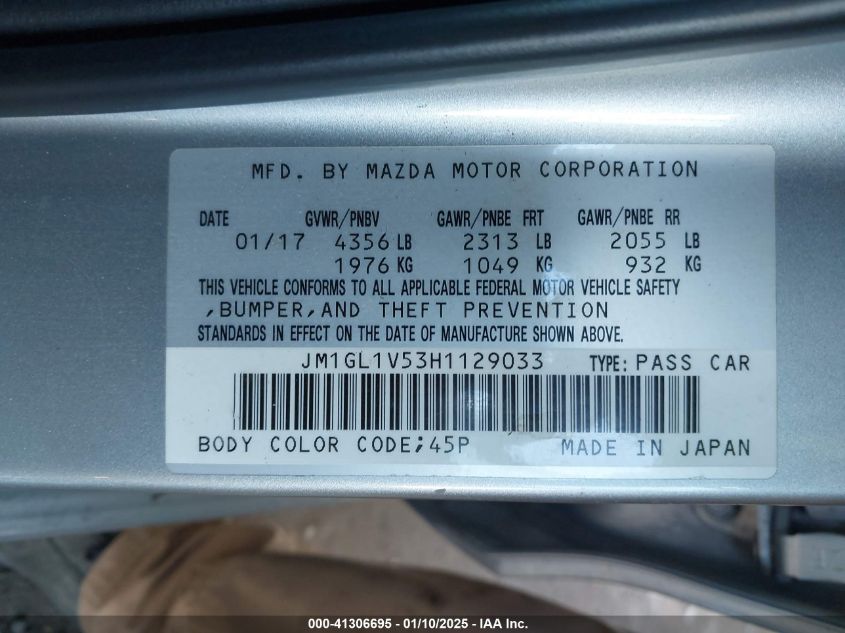 MFD. BY MAZDA MOTOR CORPORATION
DATE GVWR/PNBV GAWR/PNBE FRT GAWR/PNBE RR
01/17 4356 LB 2313 LB 2055 LB
1976 KG 1049 KG 932 KG
THIS VEHICLE CONFORMS TO ALL APPLICABLE FEDERAL MOTOR VEHICLE SAFETY
,BUMPER,AND THEFT PREVENTION
STANDARDS IN EFFECT ON THE DATE OF MANUFACTURE SHOWN ABOVE.
JM1GL1V53H1129033 TYPE: PASS CAR
BODY COLOR CODE;45P MADE IN JAPAN
000-41306695 - 01/10/2025 - IAA Inc.